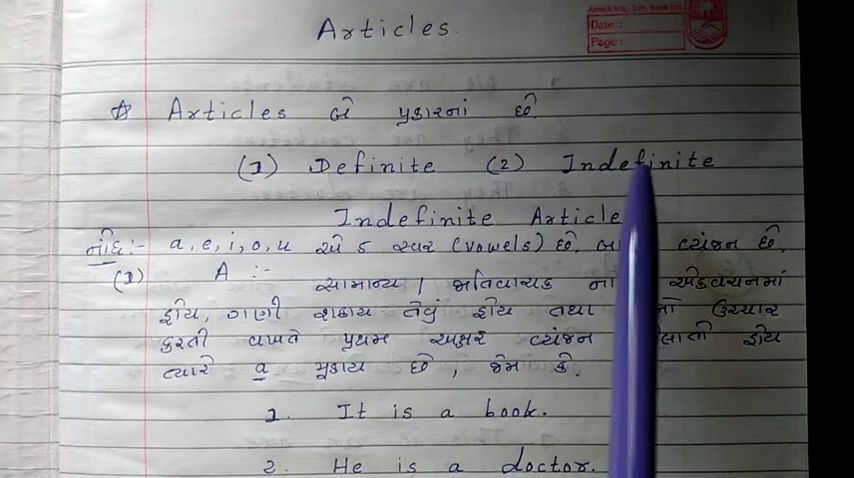 Articles.
Date :
Page :
☆ Articles બે પ્રકારનાં છે.
(1) Definite (2) Indefinite
Indefinite Article
નોંધ:- a, e, i, o, u એ 5 સ્વર (vowels) છે. બા વ્યંજન છે.
(1) A :- સામાન્ય / જાતિવાચક ના એકવચનમાં
હોય, ગણી શકાય તેવું હોય તથા નો ઉચ્ચાર
કરતી વખતે પ્રથમ અક્ષર વ્યંજન લાતો હોય
ત્યારે a મૂકાય છે, જેમ કે.
1. It is a book.
2. He is a doctor.